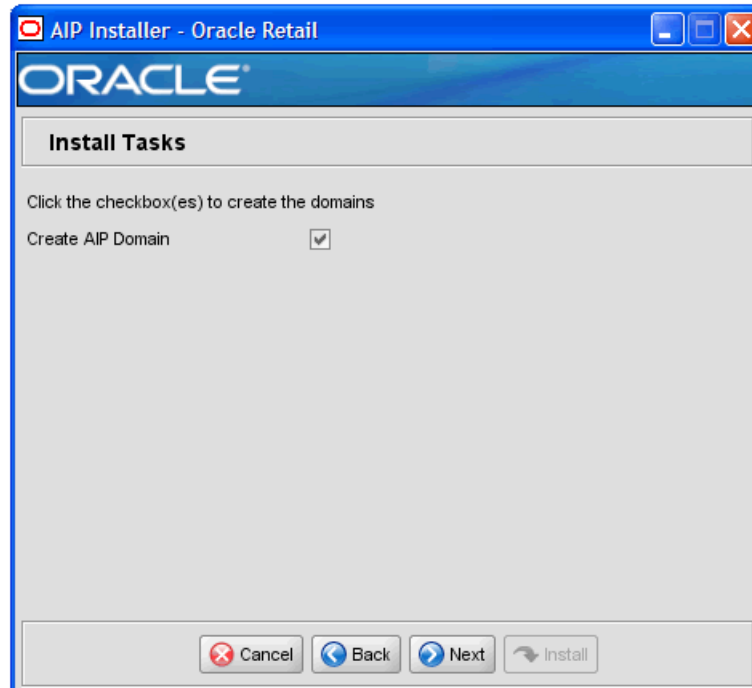 AIP Installer - Oracle Retail
ORACLE®
Install Tasks
Click the checkbox(es) to create the domains
Create AIP Domain
Cancel Back Next Install